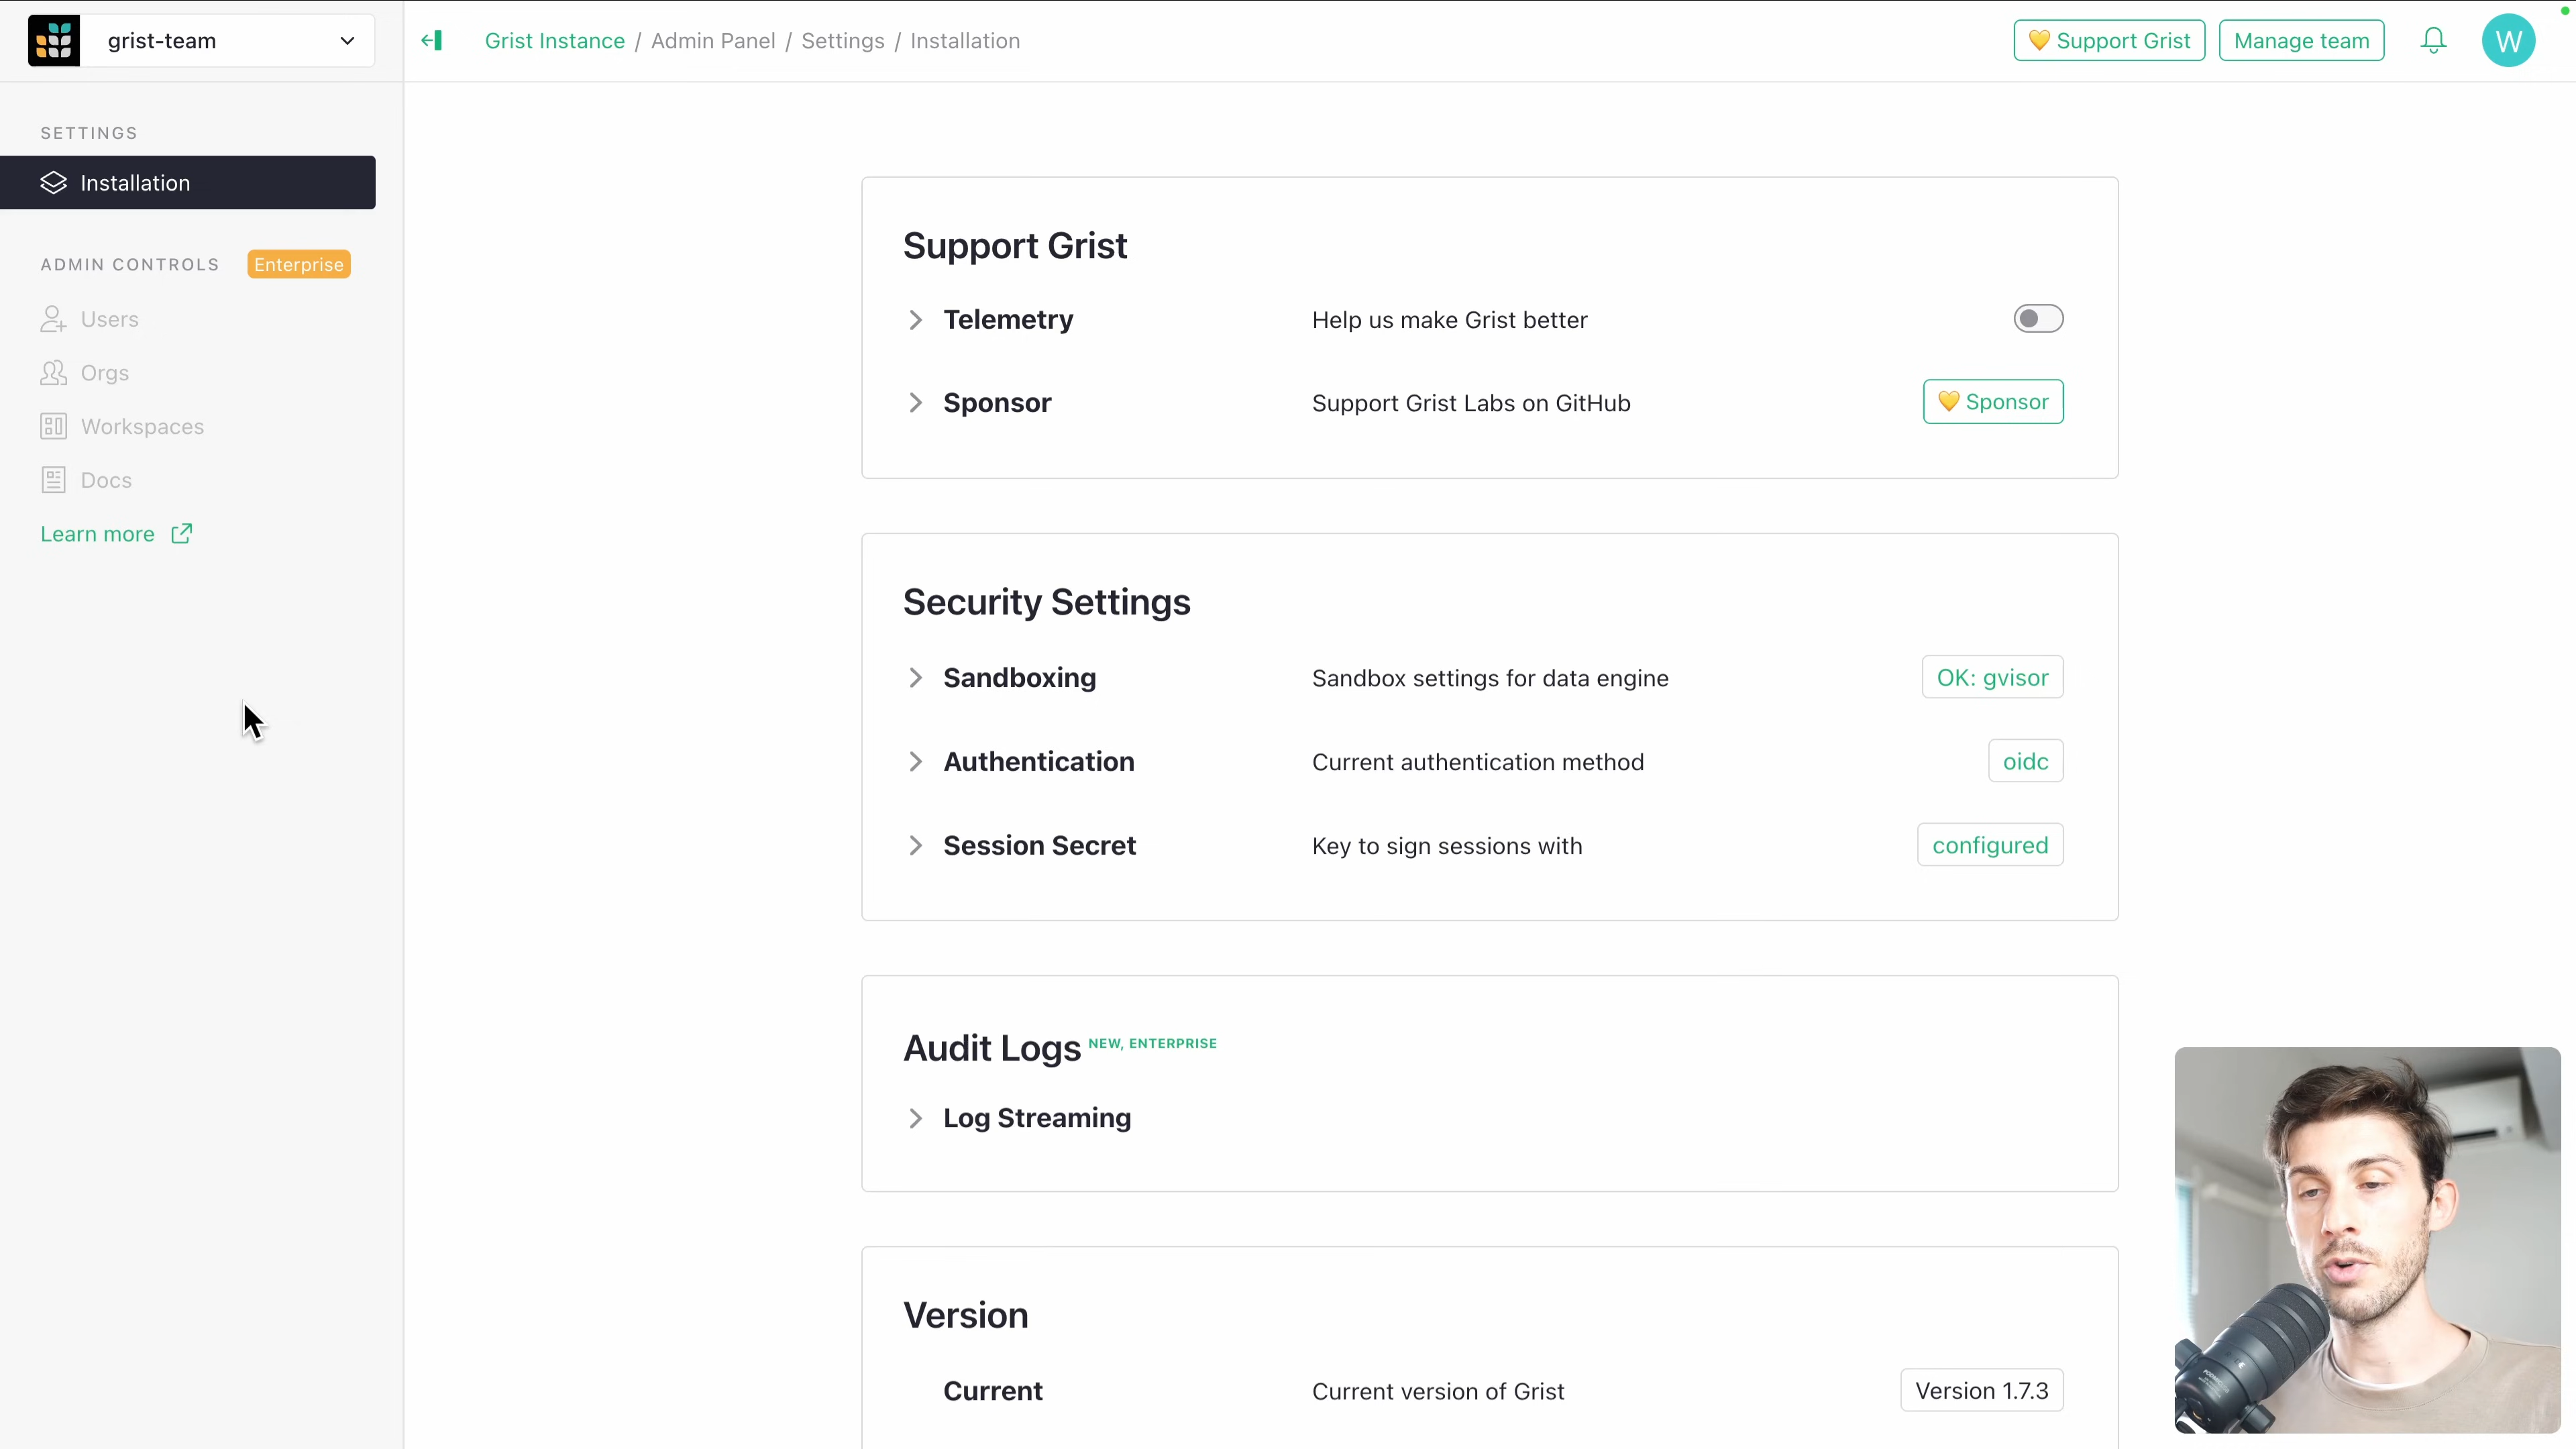 grist-team
Grist Instance / Admin Panel / Settings / Installation
💛 Support Grist
Manage team
W
SETTINGS
Installation
ADMIN CONTROLS
Enterprise
Users
Orgs
Workspaces
Docs
Learn more
Support Grist
Telemetry
Help us make Grist better
Sponsor
Support Grist Labs on GitHub
💛 Sponsor
Security Settings
Sandboxing
Sandbox settings for data engine
OK: gvisor
Authentication
Current authentication method
oidc
Session Secret
Key to sign sessions with
configured
Audit Logs NEW, ENTERPRISE
Log Streaming
Version
Current
Current version of Grist
Version 1.7.3